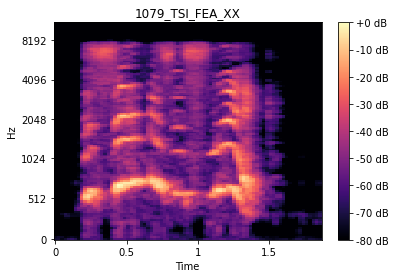 1079_TSI_FEA_XX
+0 dB
8192
-10 dB
4096
-20 dB
-30 dB
2048
-40 dB
Hz
1024
-50 dB
-60 dB
512
-70 dB
0
-80 dB
0
0.5
1
1.5
Time